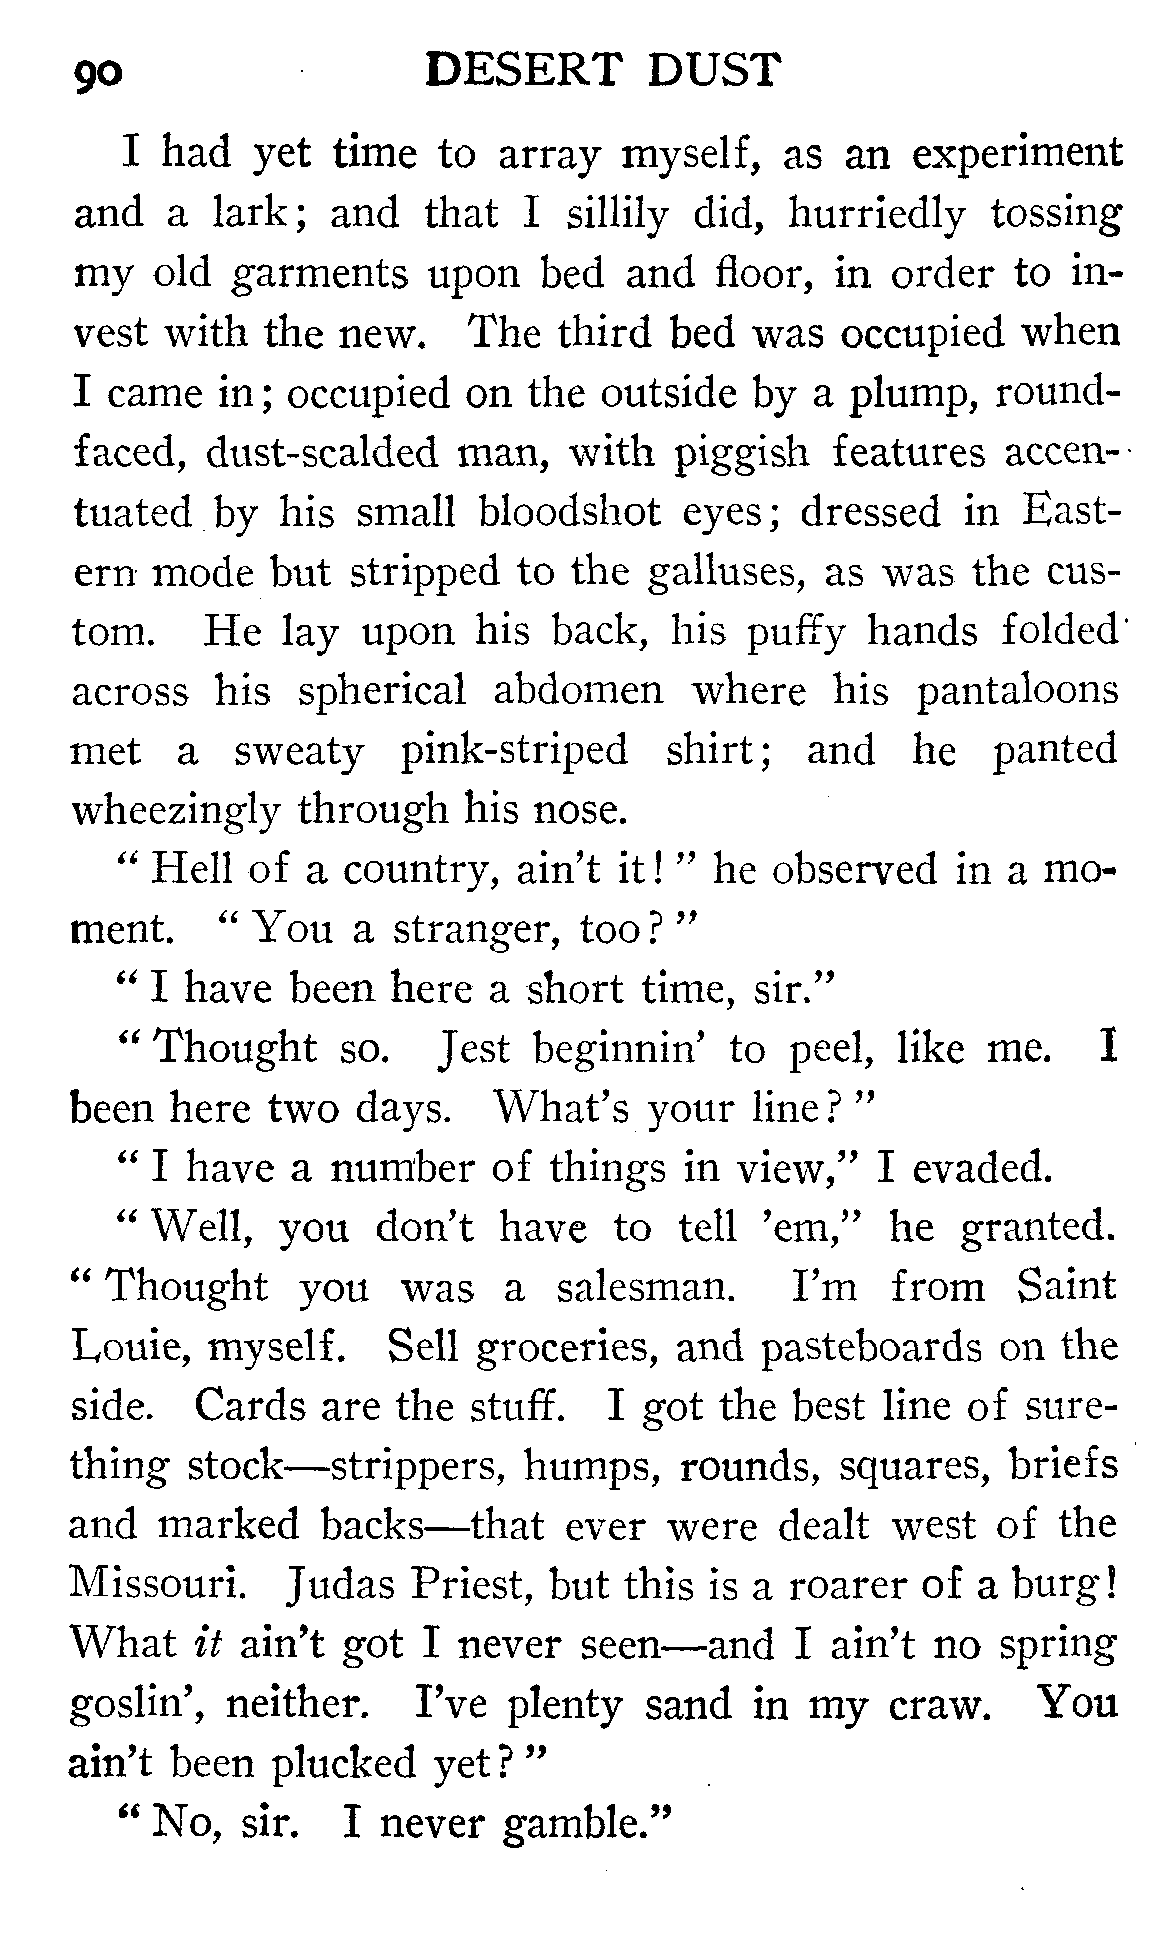 90 DESERT DUST
I had yet time to array myself, as an experiment
and a lark; and that I sillily did, hurriedly tossing
my old garments upon bed and floor, in order to in-
vest with the new. The third bed was occupied when
I came in; occupied on the outside by a plump, round-
faced, dust-scalded man, with piggish features accen-
tuated by his small bloodshot eyes; dressed in East-
ern mode but stripped to the galluses, as was the cus-
tom. He lay upon his back, his puffy hands folded
across his spherical abdomen where his pantaloons
met a sweaty pink-striped shirt; and he panted
wheezingly through his nose.
“Hell of a country, ain’t it!” he observed in a mo-
ment. “You a stranger, too?”
“I have been here a short time, sir.”
“Thought so. Jest beginnin’ to peel, like me. I
been here two days. What’s your line?”
“I have a number of things in view,” I evaded.
“Well, you don’t have to tell ’em,” he granted.
“Thought you was a salesman. I’m from Saint
Louie, myself. Sell groceries, and pasteboards on the
side. Cards are the stuff. I got the best line of sure-
thing stock—strippers, humps, rounds, squares, briefs
and marked backs—that ever were dealt west of the
Missouri. Judas Priest, but this is a roarer of a burg!
What it ain’t got I never seen—and I ain’t no spring
goslin’, neither. I’ve plenty sand in my craw. You
ain’t been plucked yet?”
“No, sir. I never gamble.”